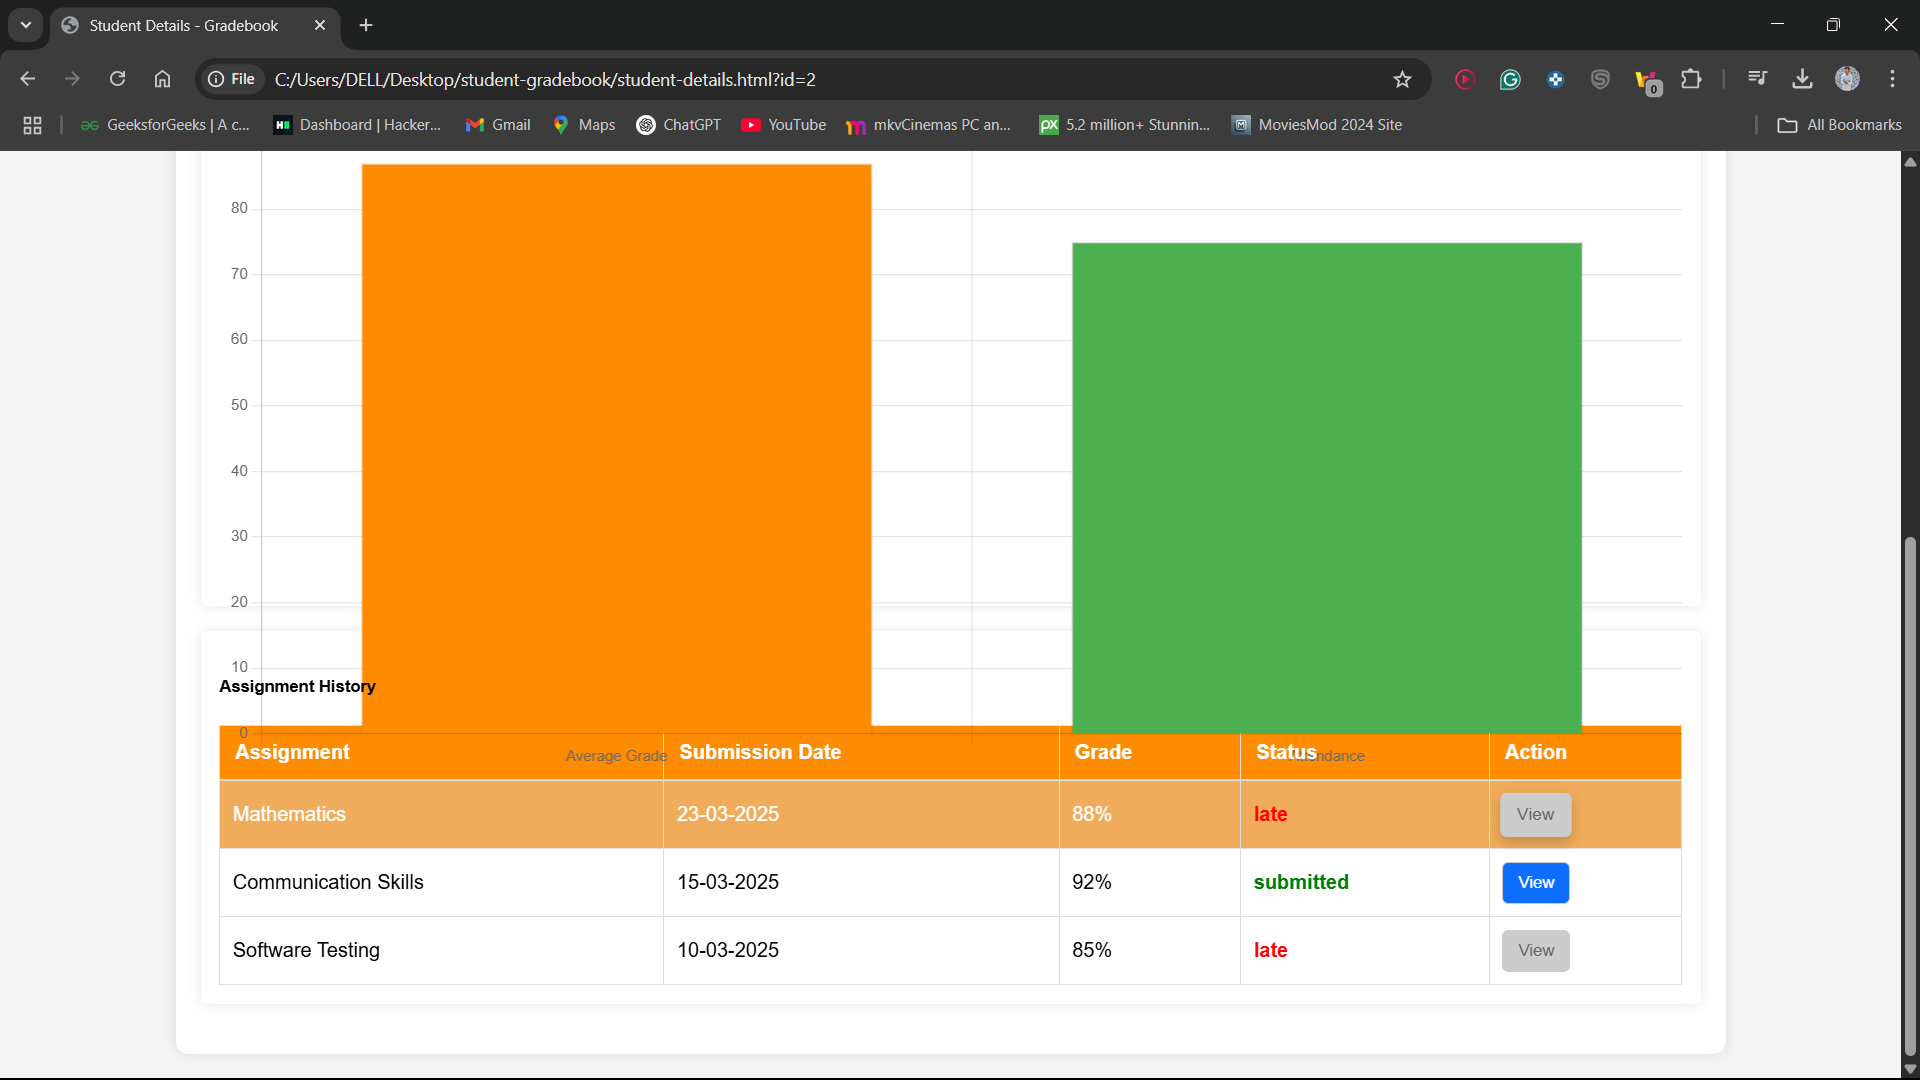 Student Details - Gradebook
File C:/Users/DELL/Desktop/student-gradebook/student-details.html?id=2
0
GeeksforGeeks | A c... Dashboard | Hacker... Gmail Maps ChatGPT YouTube mkvCinemas PC an... 5.2 million+ Stunnin... MoviesMod 2024 Site All Bookmarks
80
70
60
50
40
30
20
10
Assignment History
0
Assignment Submission Date Grade Status Action
Average Grade Attendance
Mathematics 23-03-2025 88% late View
Communication Skills 15-03-2025 92% submitted View
Software Testing 10-03-2025 85% late View